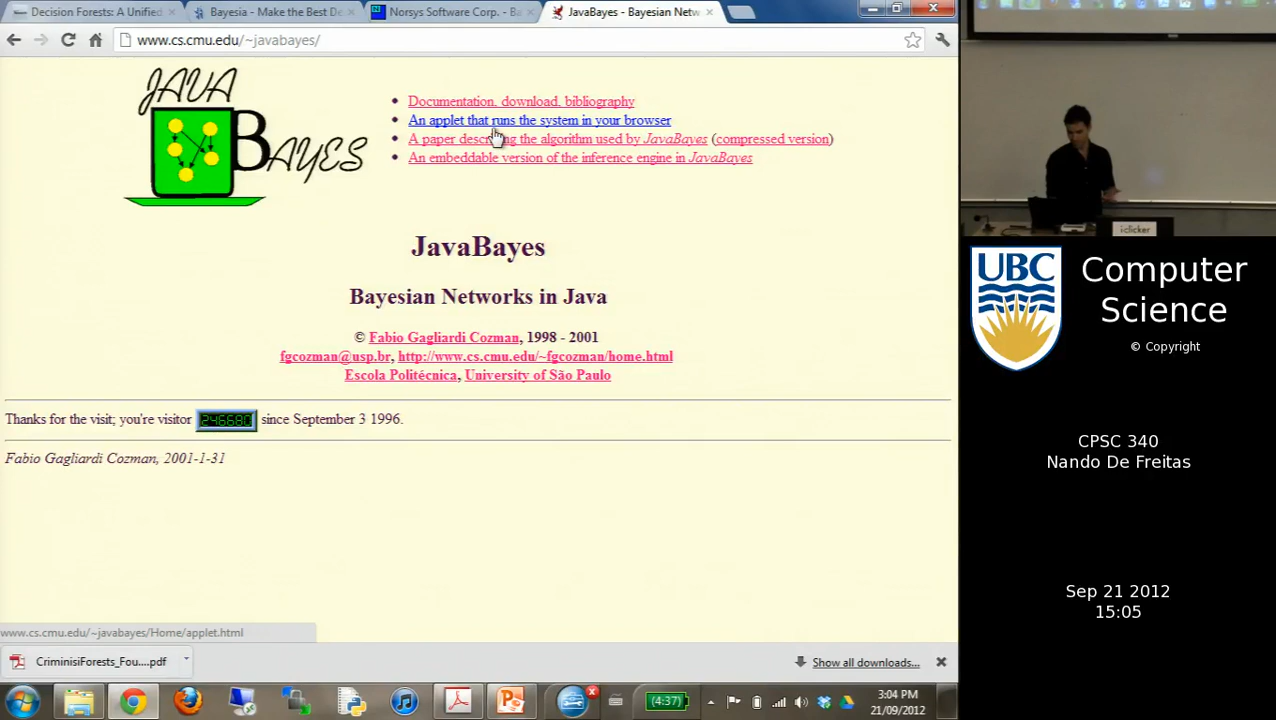 Decision Forests: A Unified
Bayesia - Make the Best De
Norsys Software Corp. - Ba
JavaBayes - Bayesian Netw
www.cs.cmu.edu/~javabayes/
JAVA
BAYES
Documentation, download, bibliography
An applet that runs the system in your browser
A paper describing the algorithm used by JavaBayes (compressed version)
An embeddable version of the inference engine in JavaBayes
JavaBayes
Bayesian Networks in Java
© Fabio Gagliardi Cozman, 1998 - 2001
fgcozman@usp.br, http://www.cs.cmu.edu/~fgcozman/home.html
Escola Politécnica, University of São Paulo
Thanks for the visit; you're visitor 246680 since September 3 1996.
Fabio Gagliardi Cozman, 2001-1-31
www.cs.cmu.edu/~javabayes/Home/applet.html
CriminisiForests_Fou....pdf
Show all downloads...
(4:37)
3:04 PM
21/09/2012
i clicker
UBC
Computer
Science
© Copyright
CPSC 340
Nando De Freitas
Sep 21 2012
15:05